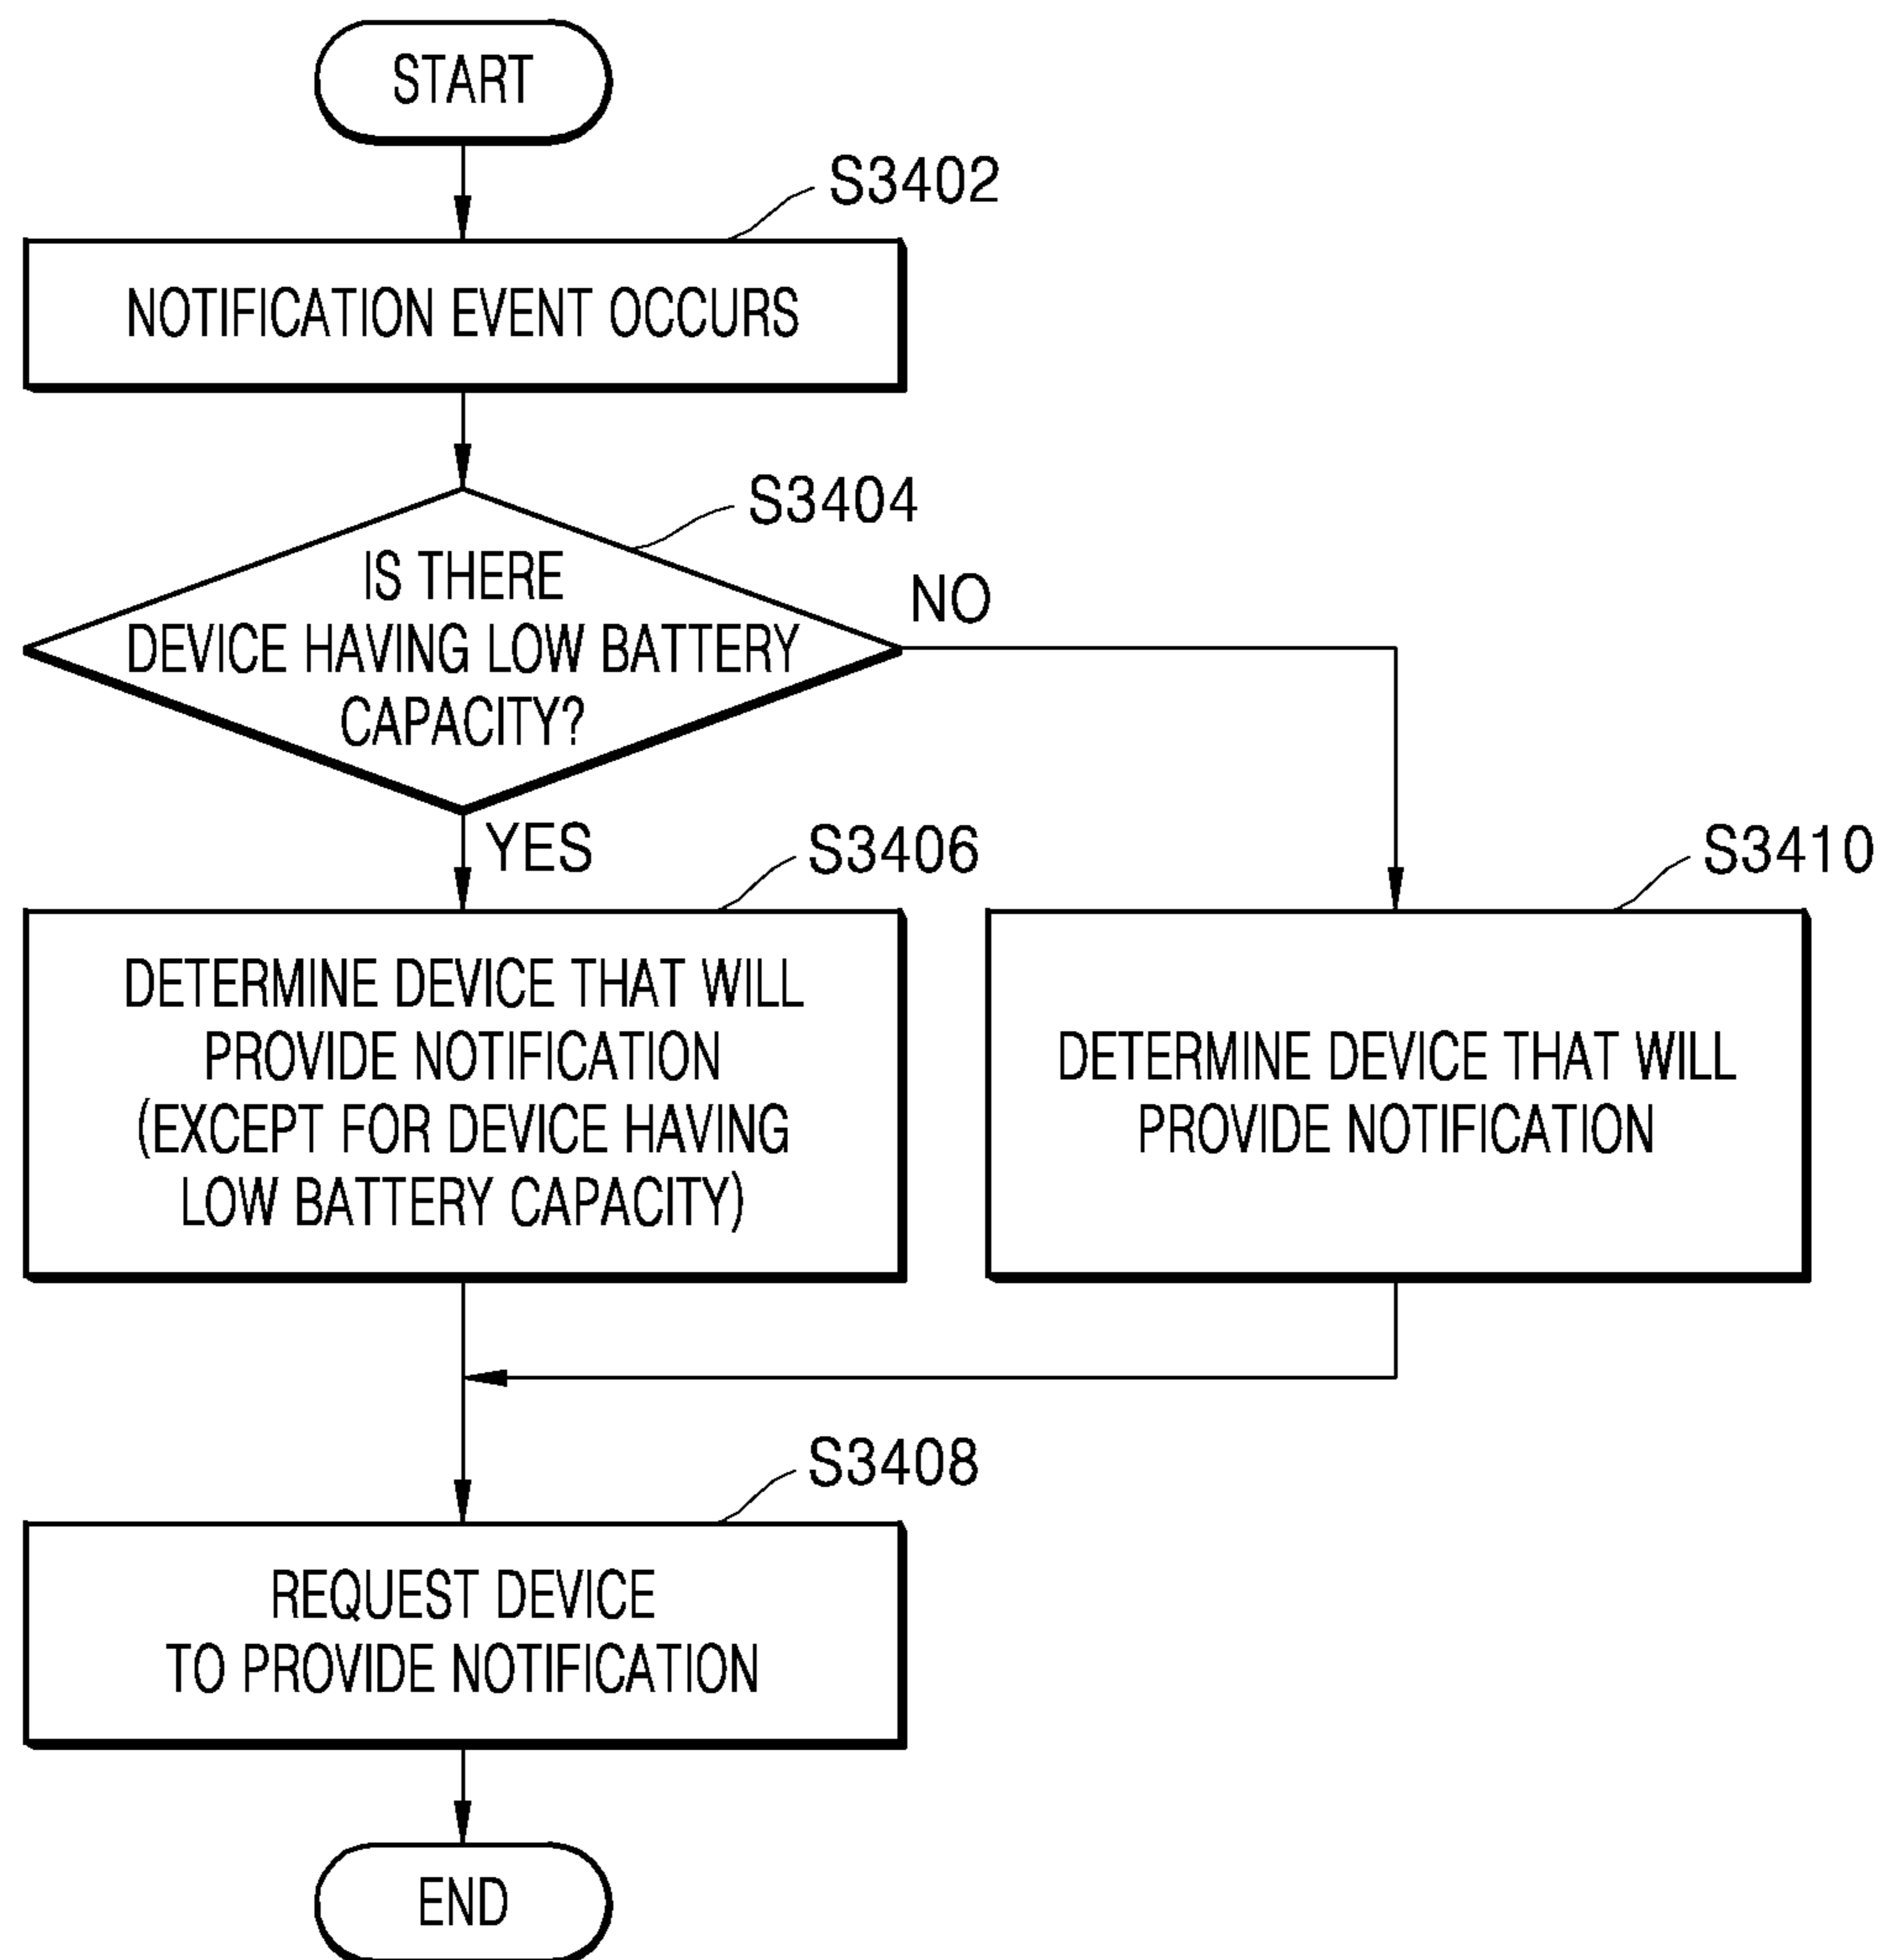 START
S3402
NOTIFICATION EVENT OCCURS
S3404
IS THERE
DEVICE HAVING LOW BATTERY
CAPACITY?
NO
YES
S3406
DETERMINE DEVICE THAT WILL
PROVIDE NOTIFICATION
(EXCEPT FOR DEVICE HAVING
LOW BATTERY CAPACITY)
S3410
DETERMINE DEVICE THAT WILL
PROVIDE NOTIFICATION
S3408
REQUEST DEVICE
TO PROVIDE NOTIFICATION
END